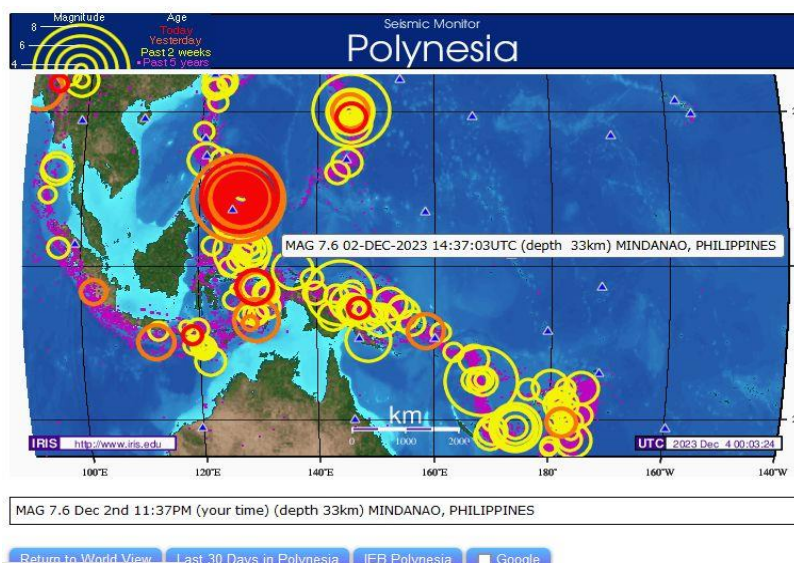 Magnitude
Age
Seismic Monitor
Polynesia
8
6
4
Today
Yesterday
Past 2 weeks
Past 5 years
MAG 7.6 02-DEC-2023 14:37:03UTC (depth 33km) MINDANAO, PHILIPPINES
km
0 1000 2000
IRIS http://www.iris.edu
UTC 2023 Dec 4 00:03:24
100°E 120°E 140°E 160°E 180°E 160°W 140°W
MAG 7.6 Dec 2nd 11:37PM (your time) (depth 33km) MINDANAO, PHILIPPINES
Return to World View Last 30 Days in Polynesia IEB Polynesia Google